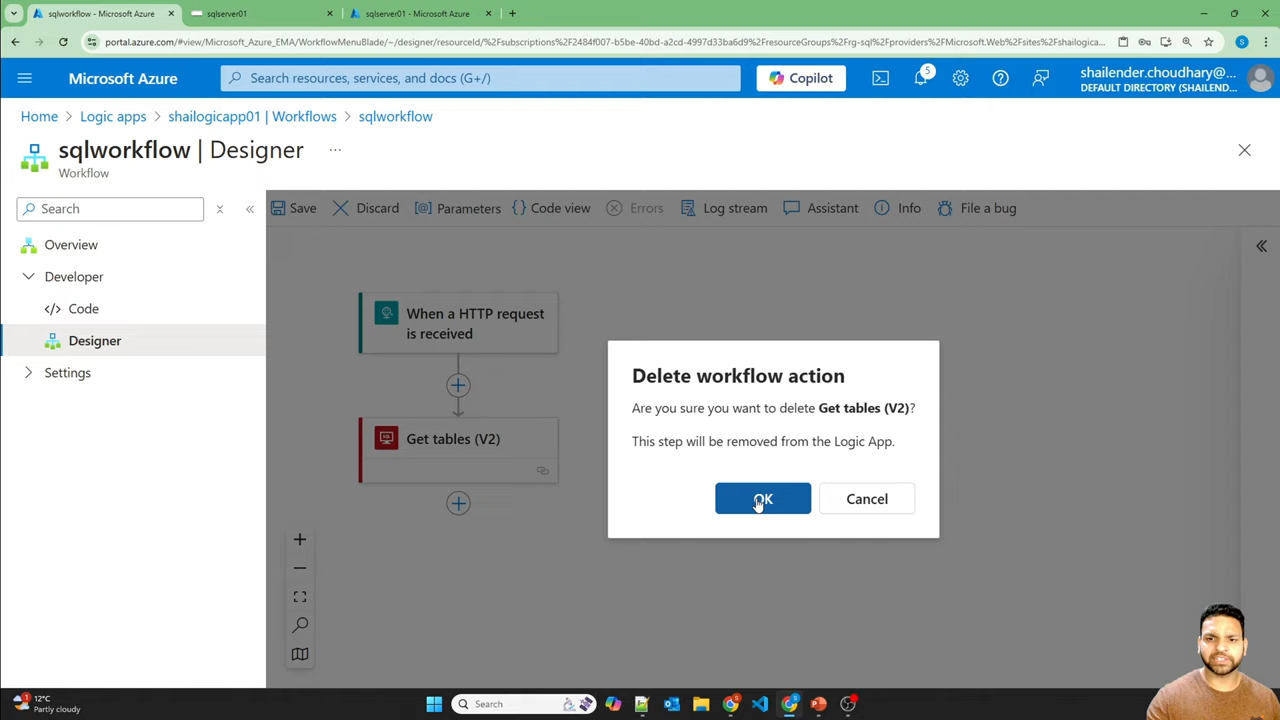 sqlworkflow - Microsoft Azure
sqlserver01
sqlserver01 - Microsoft Azure
portal.azure.com/#view/Microsoft_Azure_EMA/WorkflowMenuBlade/~/designer/resourceId/%2Fsubscriptions%2F2484f007-b5be-40bd-a2cd-4997d33ba6d9%2FresourceGroups%2Frg-sql%2Fproviders%2FMicrosoft.Web%2Fsites%2Fshailogica...
S
Microsoft Azure
Search resources, services, and docs (G+/)
Copilot
5
shailender.choudhary@...
DEFAULT DIRECTORY (SHAILEND...
Home > Logic apps > shailogicapp01 | Workflows > sqlworkflow
sqlworkflow | Designer
...
Workflow
Search
Save
Discard
Parameters
Code view
Errors
Log stream
Assistant
Info
File a bug
Overview
Developer
Code
Designer
Settings
When a HTTP request
is received
Get tables (V2)
Delete workflow action
Are you sure you want to delete Get tables (V2)?
This step will be removed from the Logic App.
OK
Cancel
1
12°C
Partly cloudy
Search